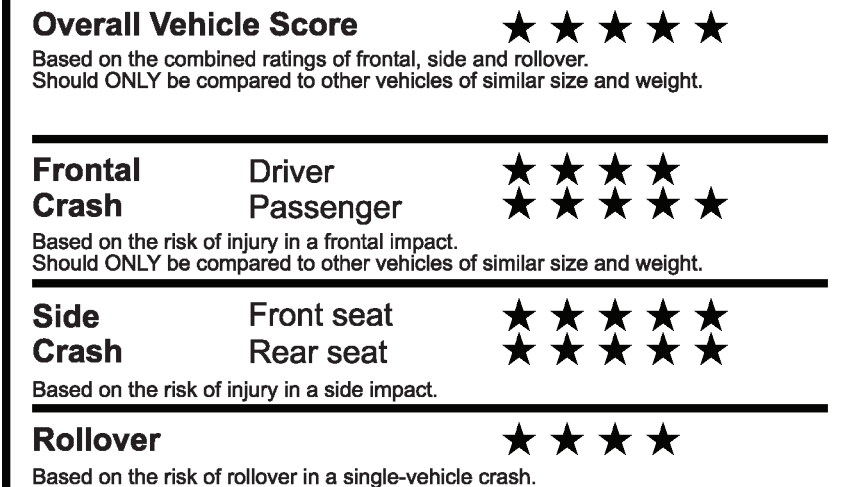 Overall Vehicle Score ★ ★ ★ ★ ★
Based on the combined ratings of frontal, side and rollover.
Should ONLY be compared to other vehicles of similar size and weight.
Frontal Driver ★ ★ ★ ★
Crash Passenger ★ ★ ★ ★ ★
Based on the risk of injury in a frontal impact.
Should ONLY be compared to other vehicles of similar size and weight.
Side Front seat ★ ★ ★ ★ ★
Crash Rear seat ★ ★ ★ ★ ★
Based on the risk of injury in a side impact.
Rollover ★ ★ ★ ★
Based on the risk of rollover in a single-vehicle crash.